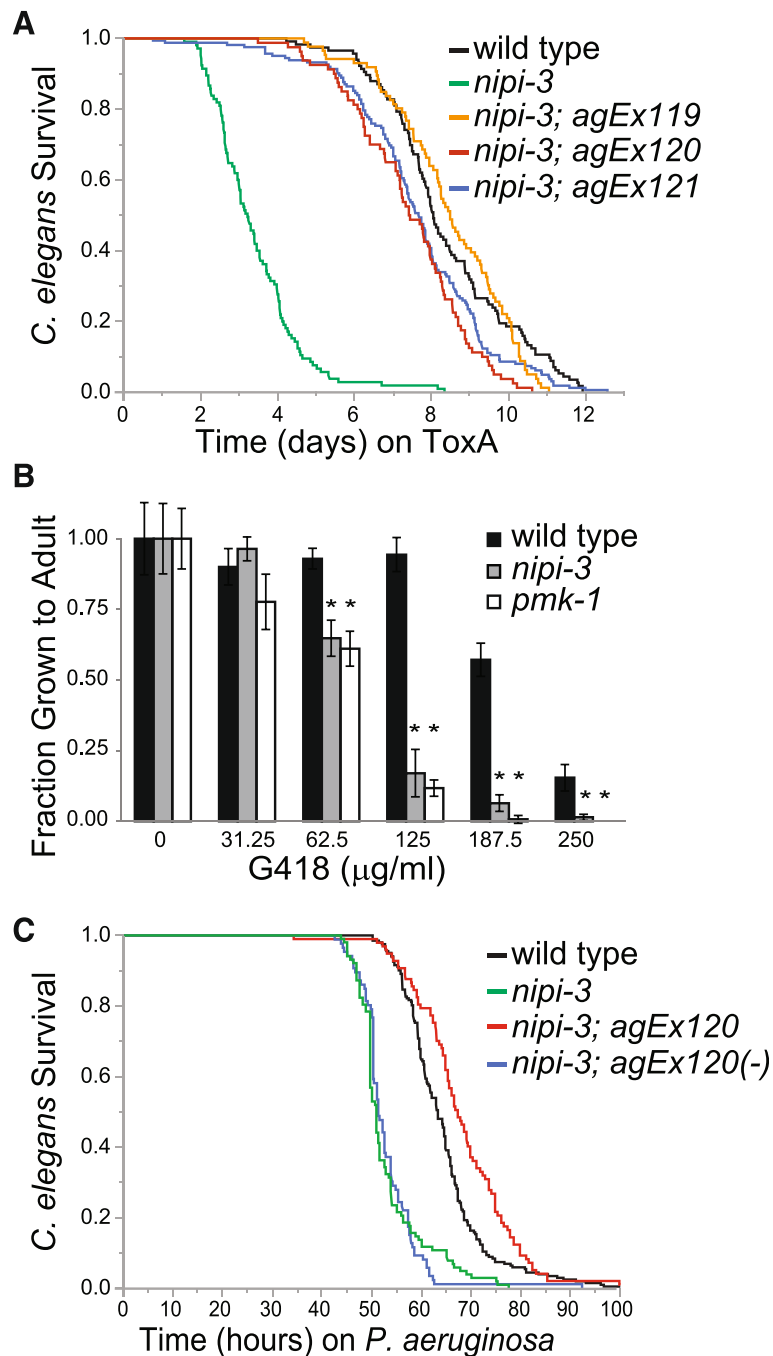 A
C. elegans Survival
1.0
0.8
0.6
0.4
0.2
0.0
wild type
nipi-3
nipi-3; agEx119
nipi-3; agEx120
nipi-3; agEx121
0 2 4 6 8 10 12
Time (days) on ToxA
B
Fraction Grown to Adult
1.00
0.75
0.50
0.25
0.00
wild type
nipi-3
pmk-1
* *
* *
* *
* *
0 31.25 62.5 125 187.5 250
G418 (µg/ml)
C
C. elegans Survival
1.0
0.8
0.6
0.4
0.2
0.0
wild type
nipi-3
nipi-3; agEx120
nipi-3; agEx120(-)
0 10 20 30 40 50 60 70 80 90 100
Time (hours) on P. aeruginosa